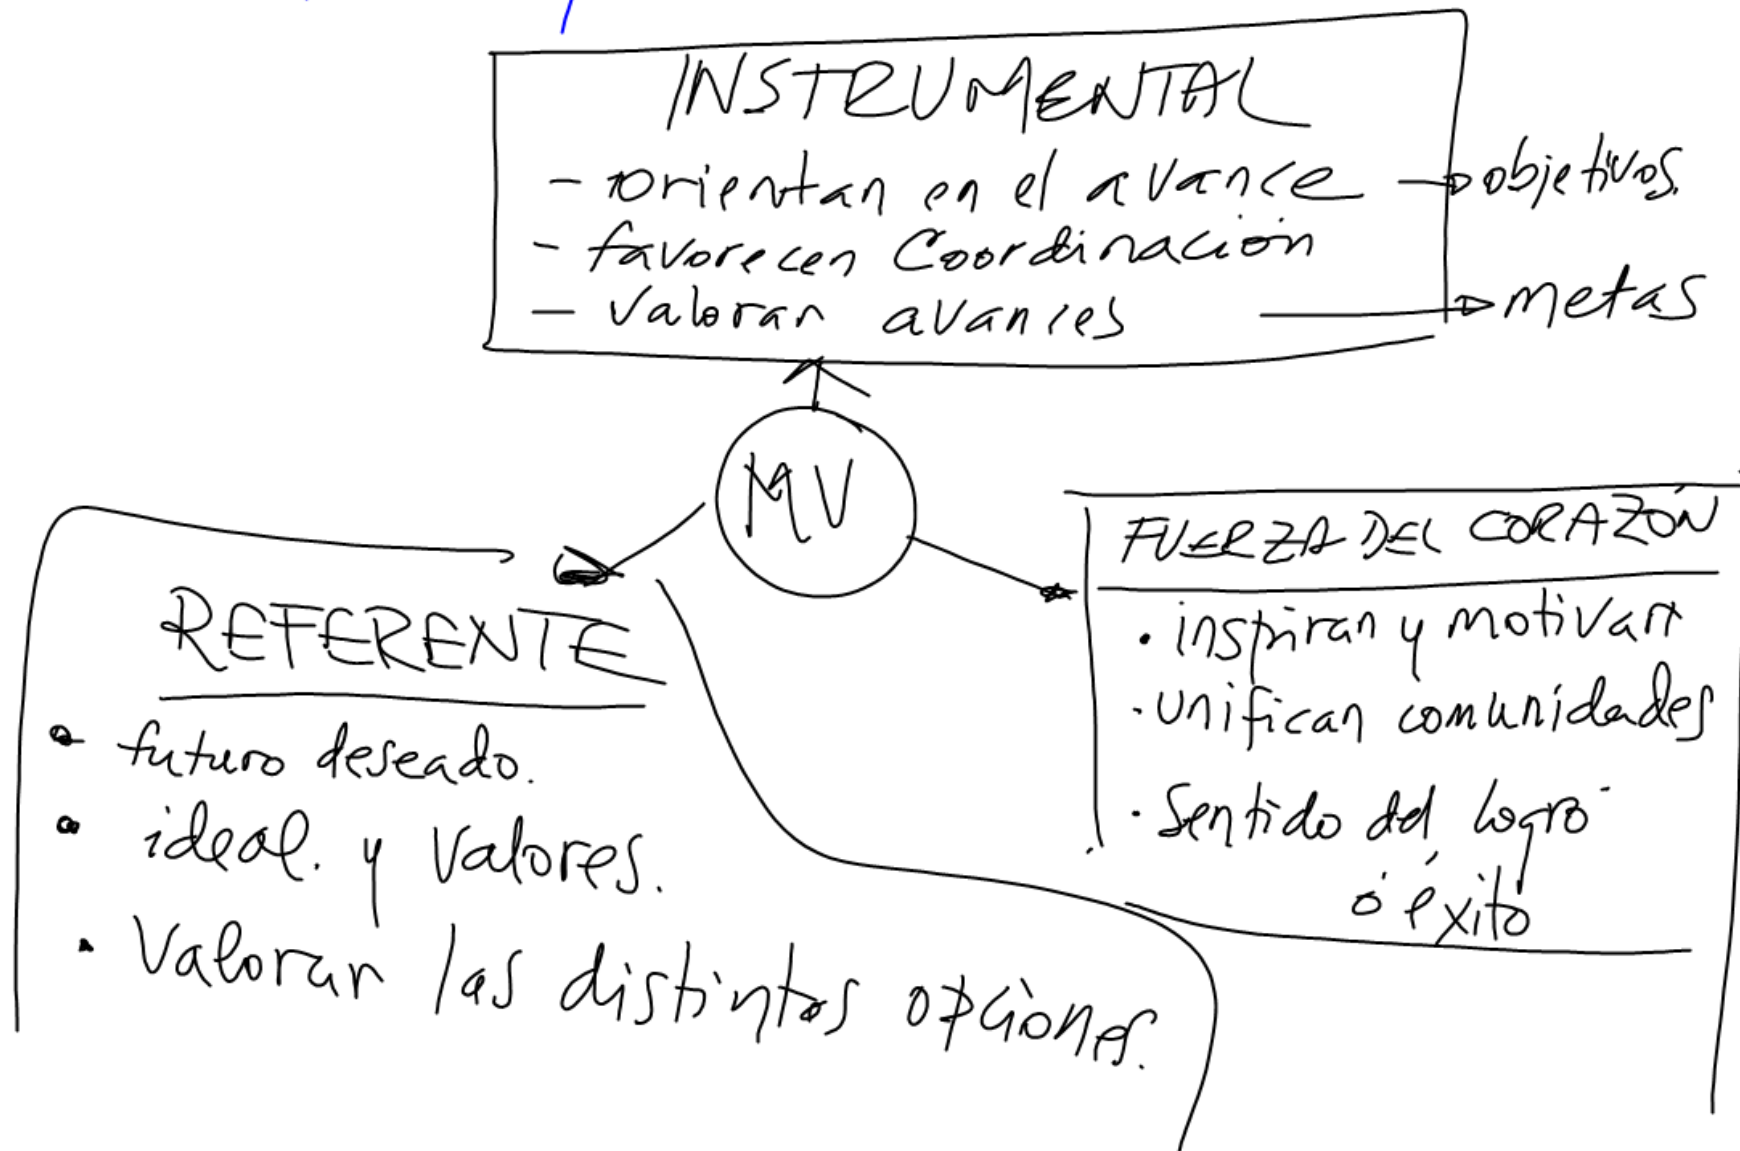 INSTRUMENTAL
- orientan en el avance → objetivos.
- favorecen Coordinación
- Valoran avances → metas
MV
FUERZA DEL CORAZÓN
· inspiran y motivan
· unifican comunidades
· Sentido del logro
ó éxito
REFERENTE
• futuro deseado.
• ideal. y Valores.
• Valorar las distintas opciones.